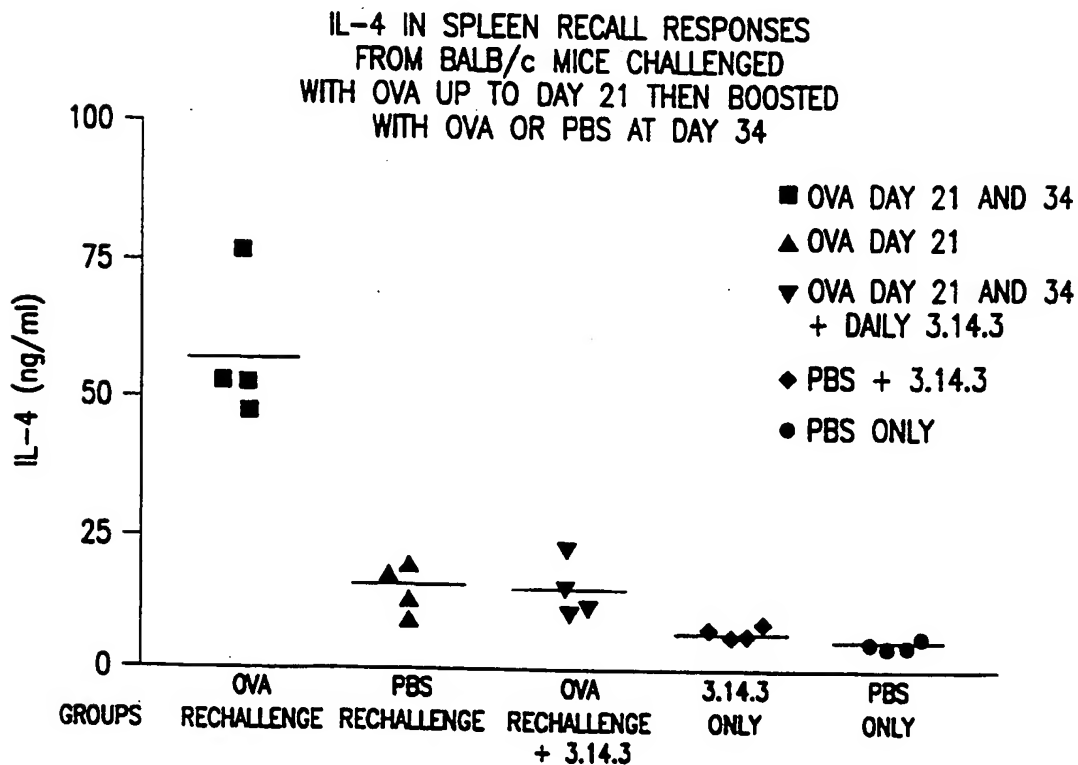 IL-4 IN SPLEEN RECALL RESPONSES
FROM BALB/c MICE CHALLENGED
WITH OVA UP TO DAY 21 THEN BOOSTED
WITH OVA OR PBS AT DAY 34
100
75
50
25
0
IL-4 (ng/ml)
■ OVA DAY 21 AND 34
▲ OVA DAY 21
▼ OVA DAY 21 AND 34
+ DAILY 3.14.3
◆ PBS + 3.14.3
● PBS ONLY
GROUPS
OVA
RECHALLENGE
PBS
RECHALLENGE
OVA
RECHALLENGE
+ 3.14.3
3.14.3
ONLY
PBS
ONLY